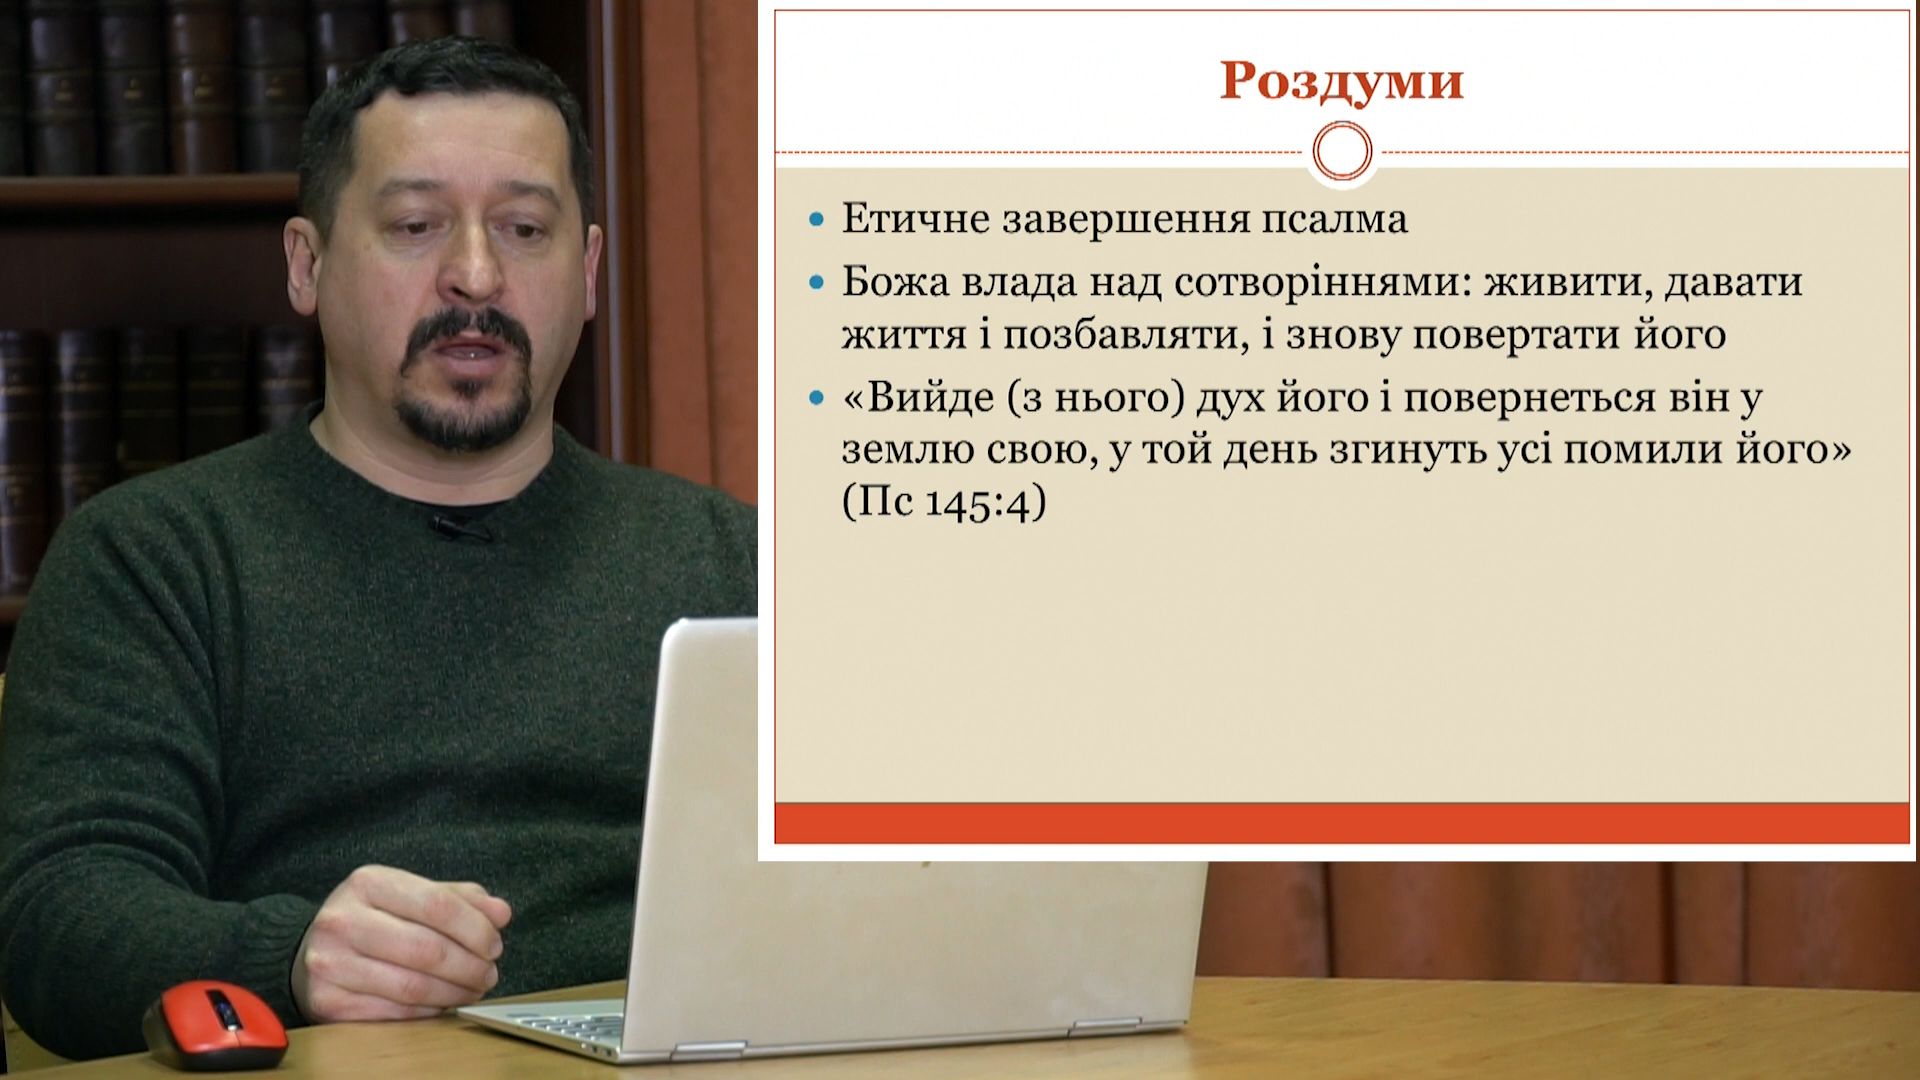 Роздуми
Етичне завершення псалма
Божа влада над сотворіннями: живити, давати
життя і позбавляти, і знову повертати його
«Вийде (з нього) дух його і повернеться він у
землю свою, у той день згинуть усі помили його»
(Пс 145:4)